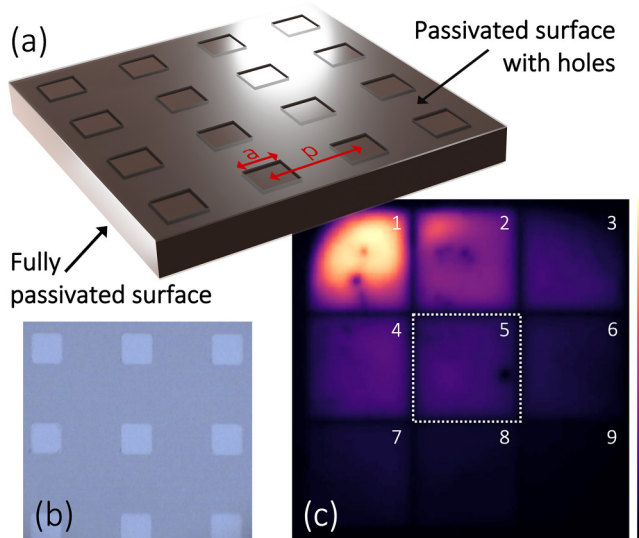 (a)
Passivated surface
with holes
a
p
Fully
passivated surface
1
2
3
4
5
6
7
8
9
(b)
(c)